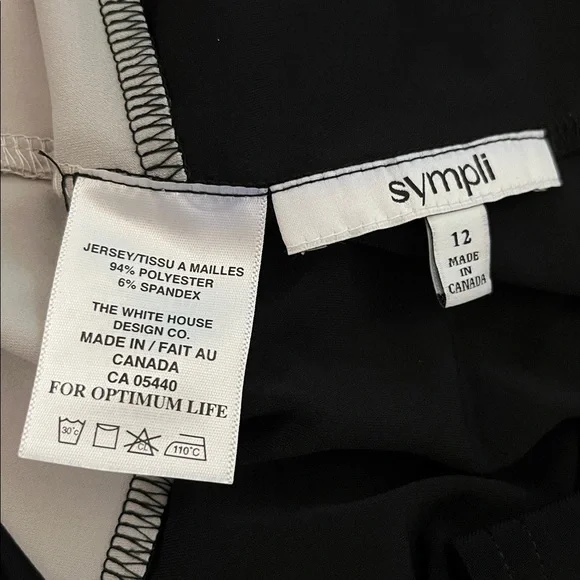 JERSEY/TISSU A MAILLES
94% POLYESTER
6% SPANDEX
THE WHITE HOUSE
DESIGN CO.
MADE IN / FAIT AU
CANADA
CA 05440
FOR OPTIMUM LIFE
30°C
CL
110°C
sympli
12
MADE
IN
CANADA